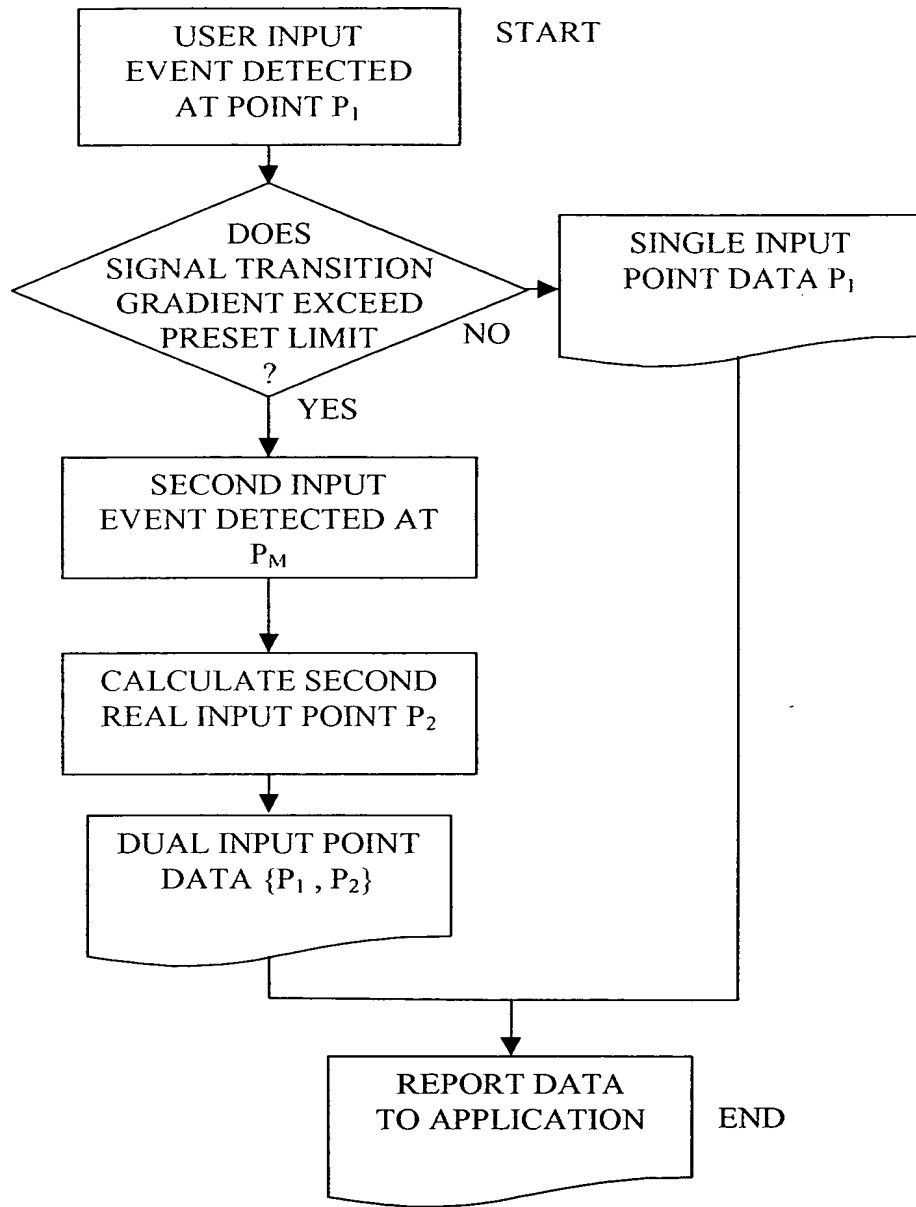 USER INPUT
EVENT DETECTED
AT POINT P₁
START
DOES
SIGNAL TRANSITION
GRADIENT EXCEED
PRESET LIMIT
?
NO
YES
SINGLE INPUT
POINT DATA P₁
SECOND INPUT
EVENT DETECTED AT
P_M
CALCULATE SECOND
REAL INPUT POINT P₂
DUAL INPUT POINT
DATA {P₁ , P₂}
REPORT DATA
TO APPLICATION
END